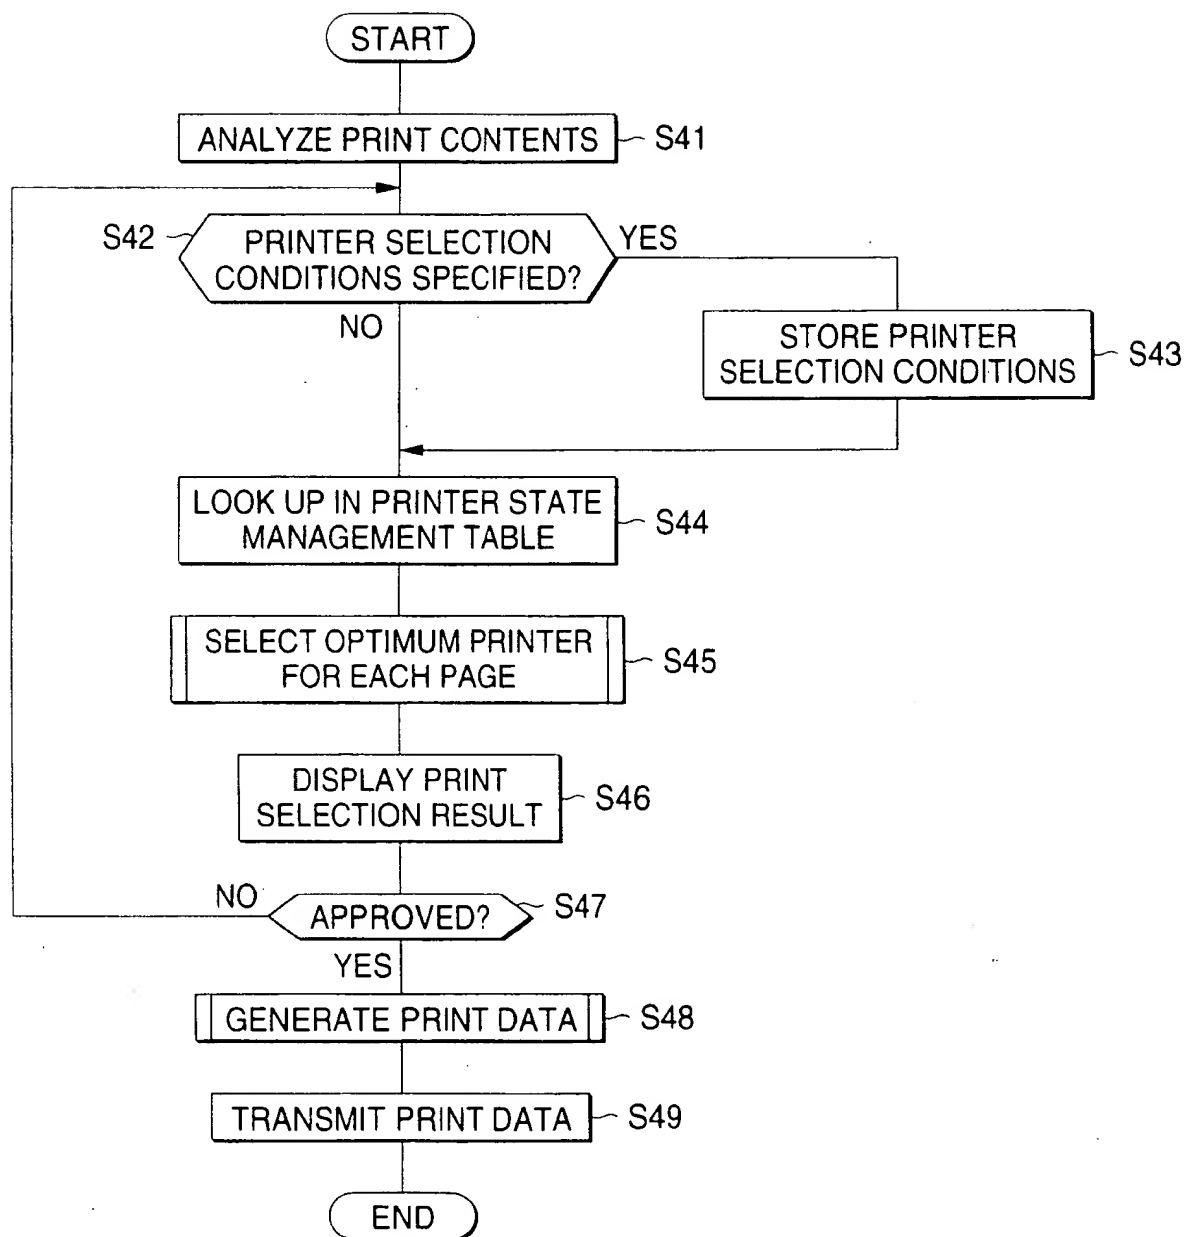 START
ANALYZE PRINT CONTENTS
S41
S42
PRINTER SELECTION
CONDITIONS SPECIFIED?
YES
NO
STORE PRINTER
SELECTION CONDITIONS
S43
LOOK UP IN PRINTER STATE
MANAGEMENT TABLE
S44
SELECT OPTIMUM PRINTER
FOR EACH PAGE
S45
DISPLAY PRINT
SELECTION RESULT
S46
NO
APPROVED?
S47
YES
GENERATE PRINT DATA
S48
TRANSMIT PRINT DATA
S49
END